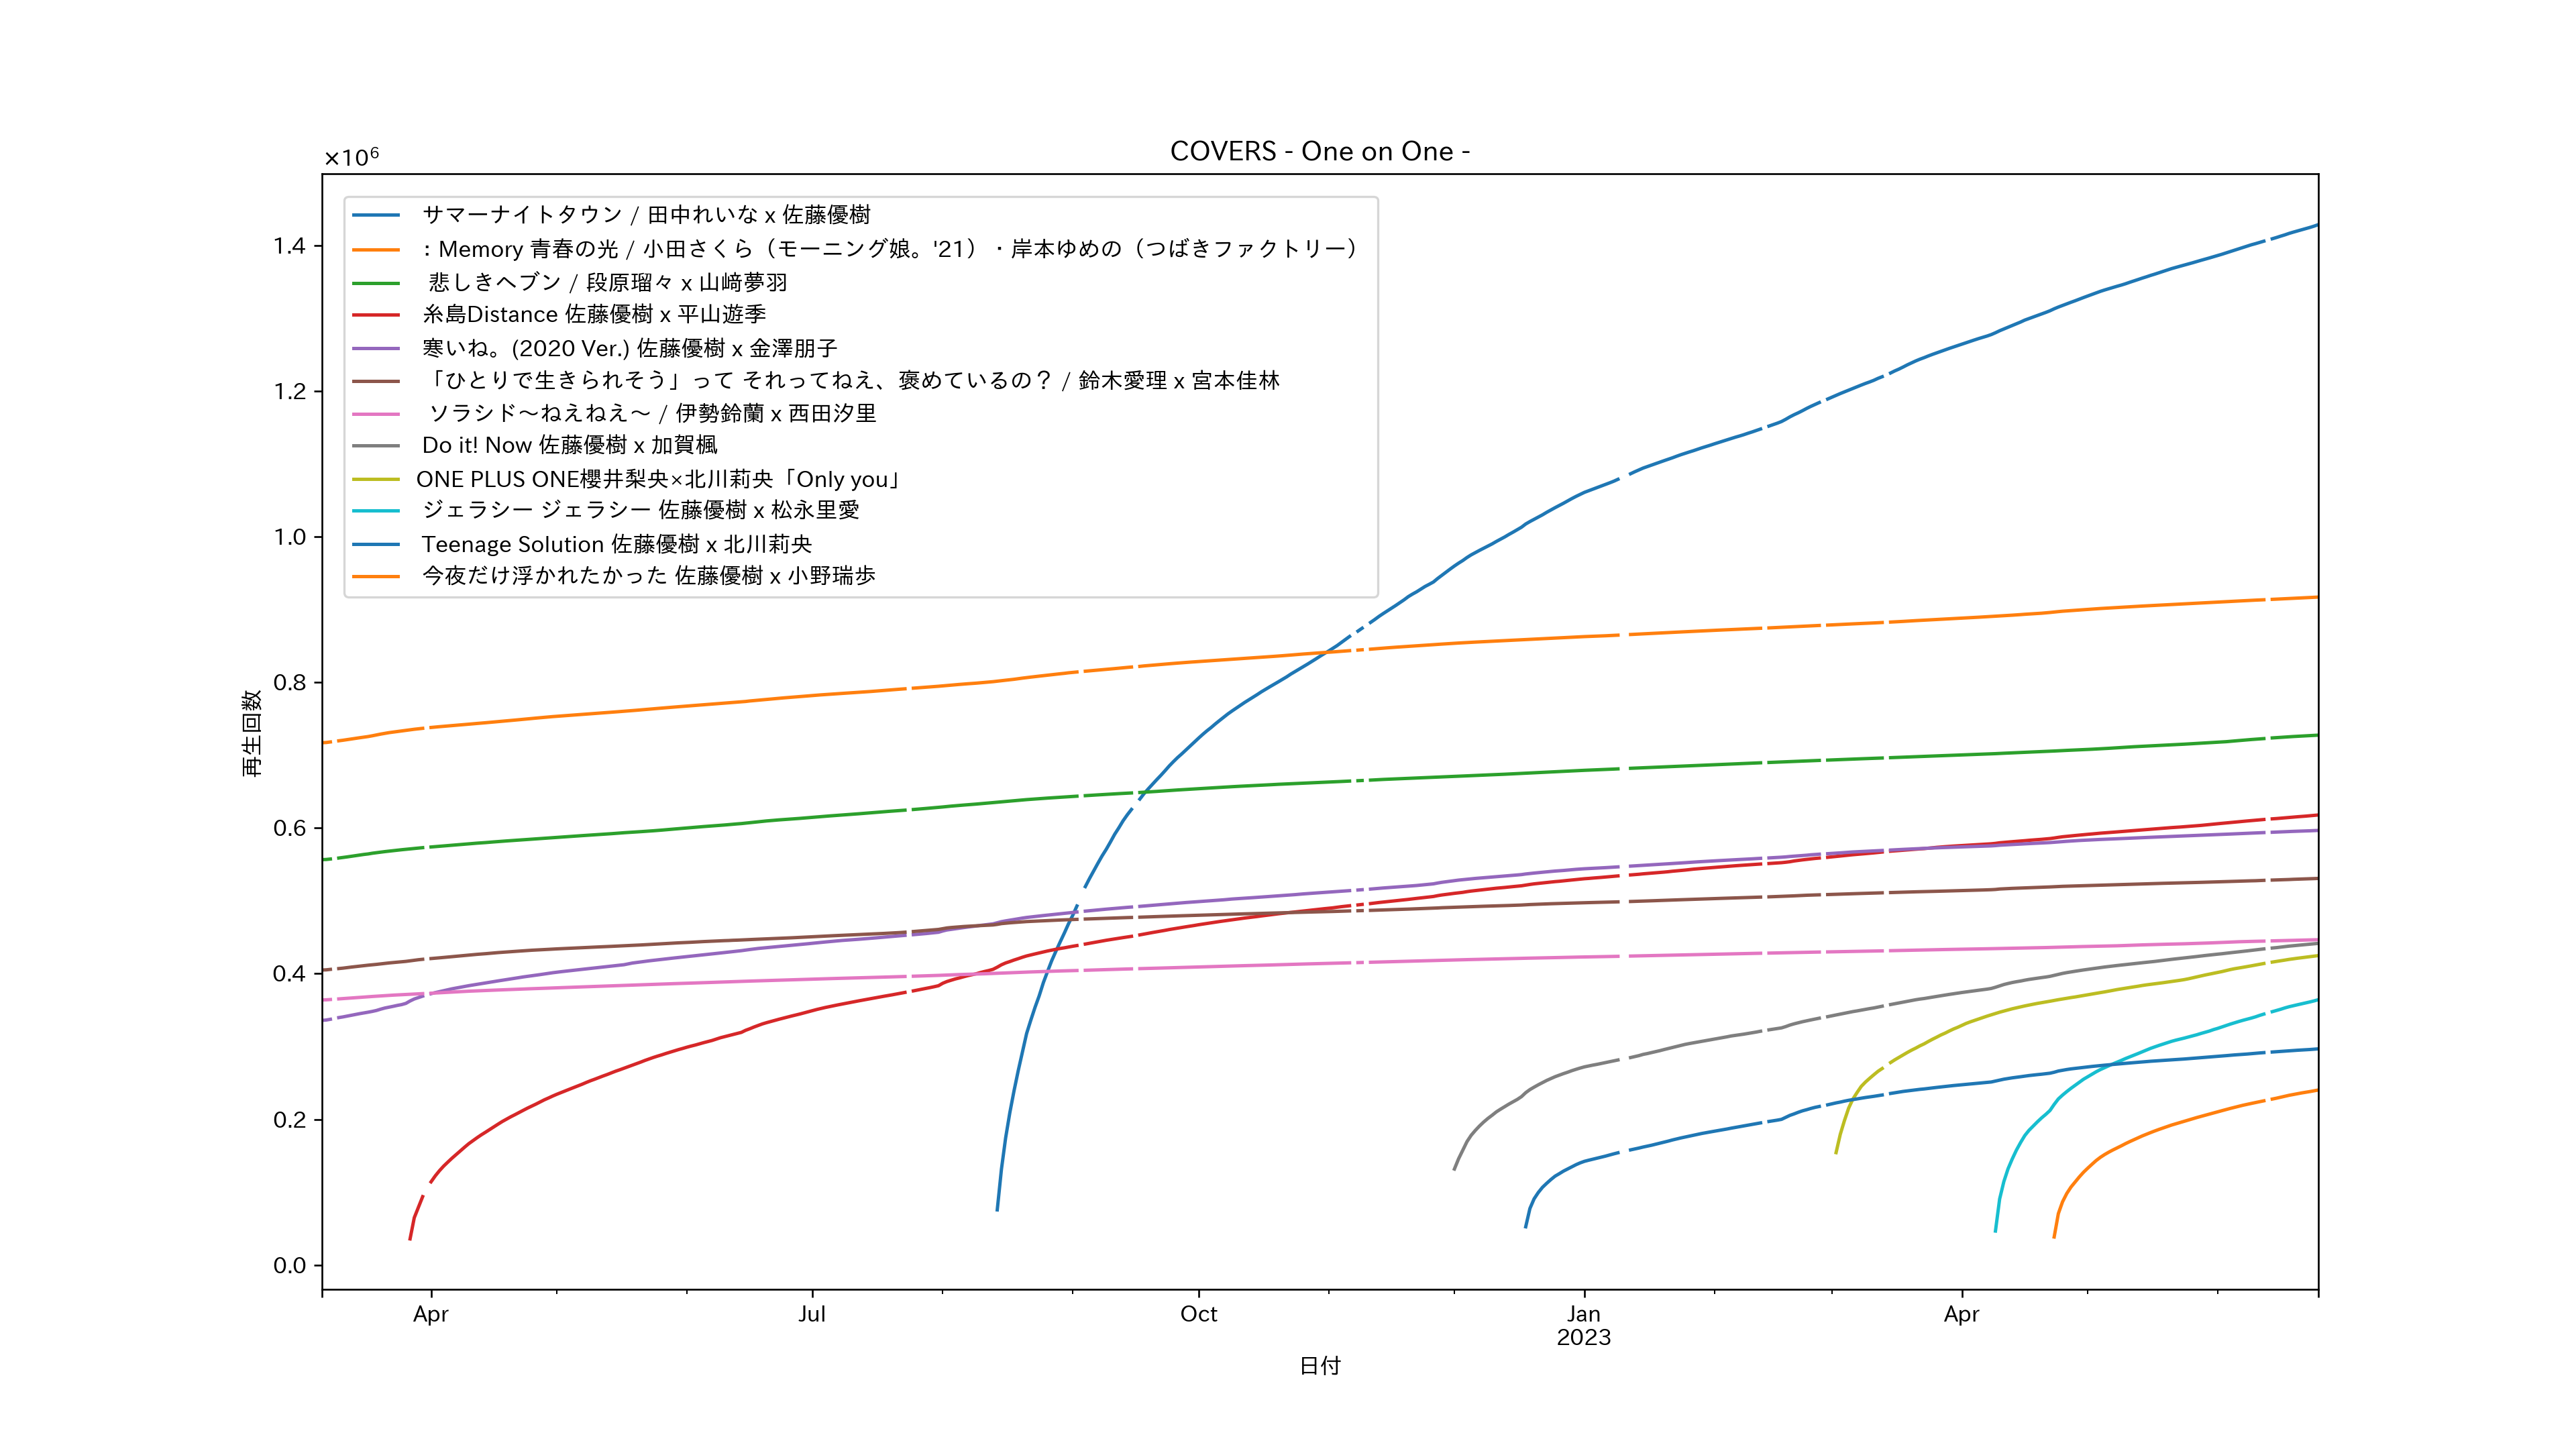 COVERS - One on One -
×10⁶
1.4
1.2
1.0
0.8
0.6
0.4
0.2
0.0
再生回数
サマーナイトタウン / 田中れいな x 佐藤優樹
: Memory 青春の光 / 小田さくら（モーニング娘。'21）・岸本ゆめの（つばきファクトリー）
悲しきヘブン / 段原瑠々 x 山﨑夢羽
糸島Distance 佐藤優樹 x 平山遊季
寒いね。(2020 Ver.) 佐藤優樹 x 金澤朋子
「ひとりで生きられそう」って それってねえ、褒めているの？ / 鈴木愛理 x 宮本佳林
ソラシド～ねえねえ～ / 伊勢鈴蘭 x 西田汐里
Do it! Now 佐藤優樹 x 加賀楓
ONE PLUS ONE櫻井梨央×北川莉央「Only you」
ジェラシー ジェラシー 佐藤優樹 x 松永里愛
Teenage Solution 佐藤優樹 x 北川莉央
今夜だけ浮かれたかった 佐藤優樹 x 小野瑞歩
Apr Jul Oct Jan Apr
2023
日付